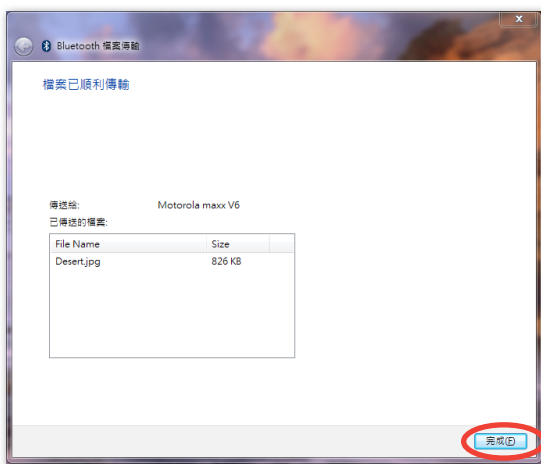 x
Bluetooth 檔案傳輸
檔案已順利傳輸
傳送給: Motorola maxx V6
已傳送的檔案:
File Name Size
Desert.jpg 826 KB
完成(F)